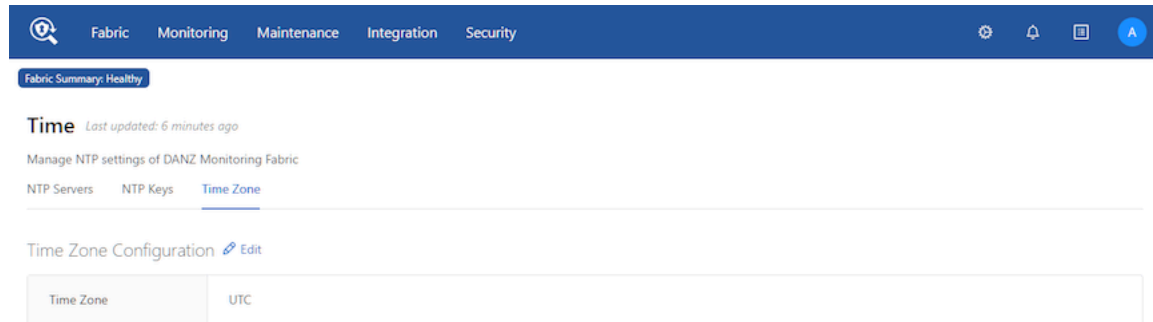 Fabric Monitoring Maintenance Integration Security A
Fabric Summary: Healthy
Time Last updated: 6 minutes ago
Manage NTP settings of DANZ Monitoring Fabric
NTP Servers NTP Keys Time Zone
Time Zone Configuration Edit
Time Zone UTC